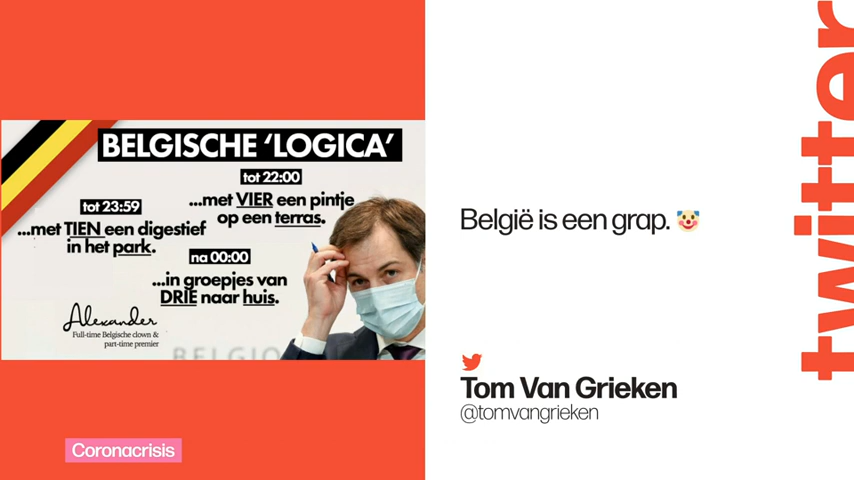 BELGISCHE ‘LOGICA’
tot 22:00
...met VIER een pintje
op een terras.
tot 23:59
...met TIEN een digestief
in het park.
na 00:00
...in groepjes van
DRIE naar huis.
Alexander
Full-time Belgische clown &
part-time premier
BELGIO
Coronacrisis
België is een grap. 🤡
Tom Van Grieken
@tomvangrieken
twitter